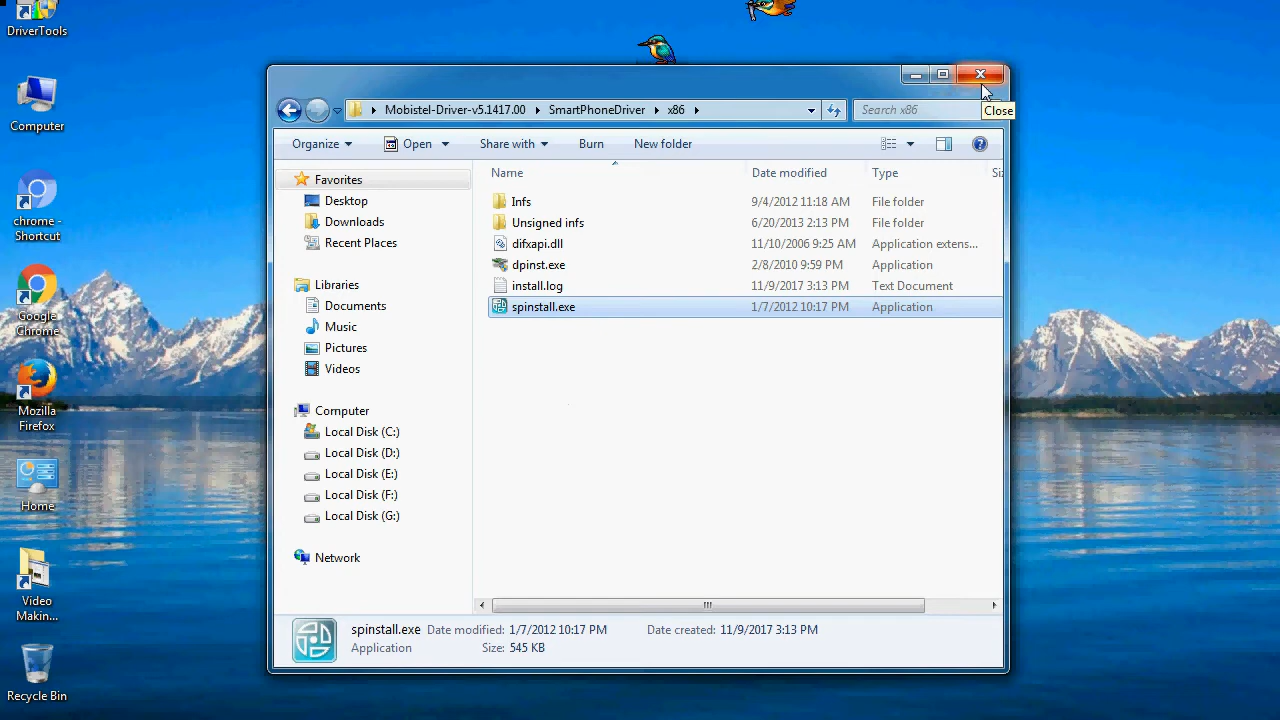 DriverTools
Computer
chrome -
Shortcut
Google
Chrome
Mozilla
Firefox
Home
Video
Makin...
Recycle Bin
Mobistel-Driver-v5.1417.00 SmartPhoneDriver x86
Search x86
Close
Organize Open Share with Burn New folder
Favorites
Desktop
Downloads
Recent Places
Libraries
Documents
Music
Pictures
Videos
Computer
Local Disk (C:)
Local Disk (D:)
Local Disk (E:)
Local Disk (F:)
Local Disk (G:)
Network
Name Date modified Type Siz
Infs 9/4/2012 11:18 AM File folder
Unsigned infs 6/20/2013 2:13 PM File folder
difxapi.dll 11/10/2006 9:25 AM Application extens...
dpinst.exe 2/8/2010 9:59 PM Application
install.log 11/9/2017 3:13 PM Text Document
spinstall.exe 1/7/2012 10:17 PM Application
spinstall.exe Date modified: 1/7/2012 10:17 PM Date created: 11/9/2017 3:13 PM
Application Size: 545 KB